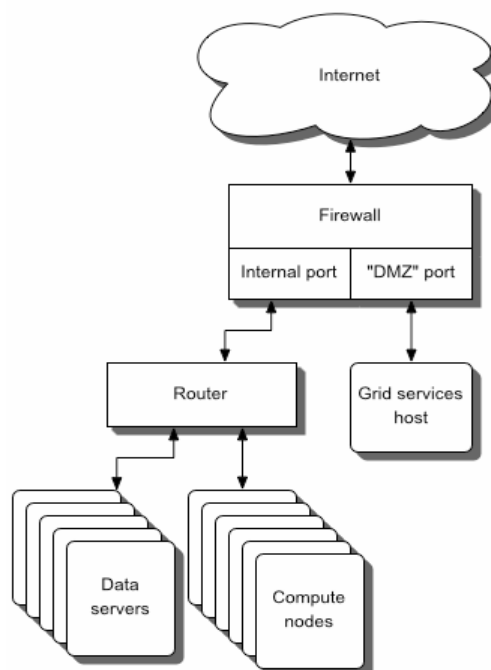 Internet
Firewall
Internal port
"DMZ" port
Router
Grid services
host
Data
servers
Compute
nodes